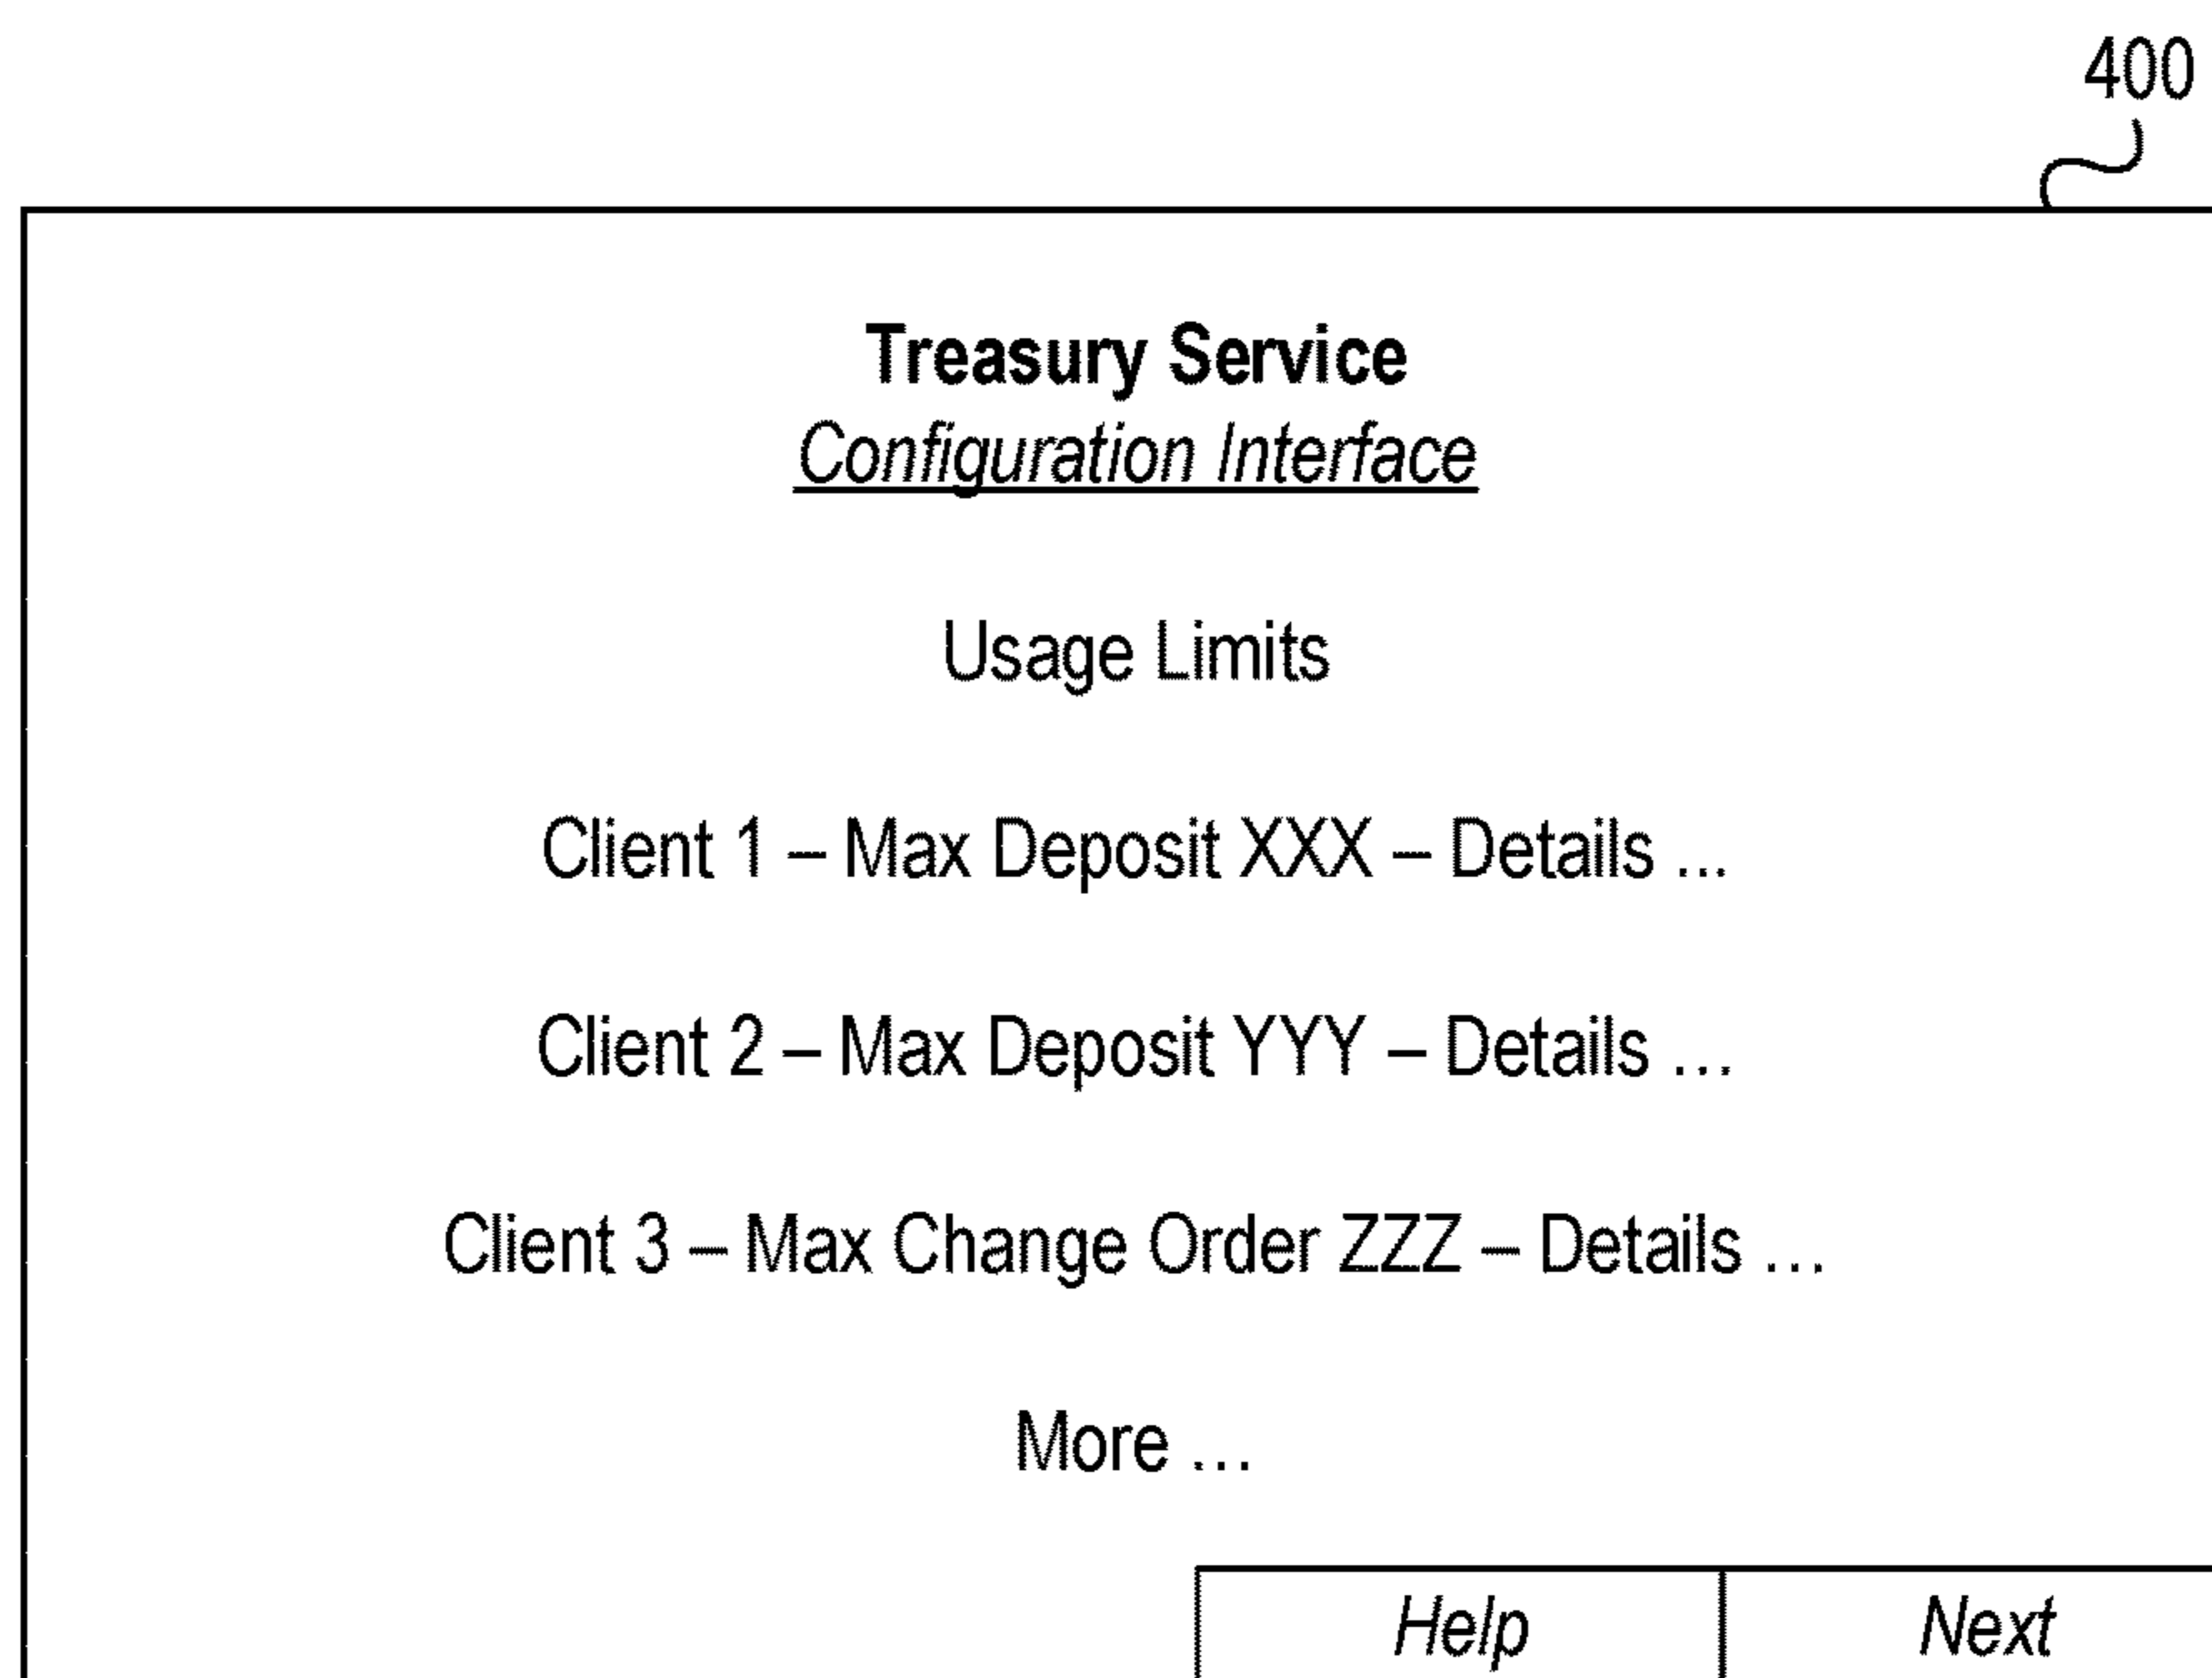 400
Treasury Service
Configuration Interface
Usage Limits
Client 1 – Max Deposit XXX – Details ...
Client 2 – Max Deposit YYY – Details ...
Client 3 – Max Change Order ZZZ – Details ...
More ...
Help
Next